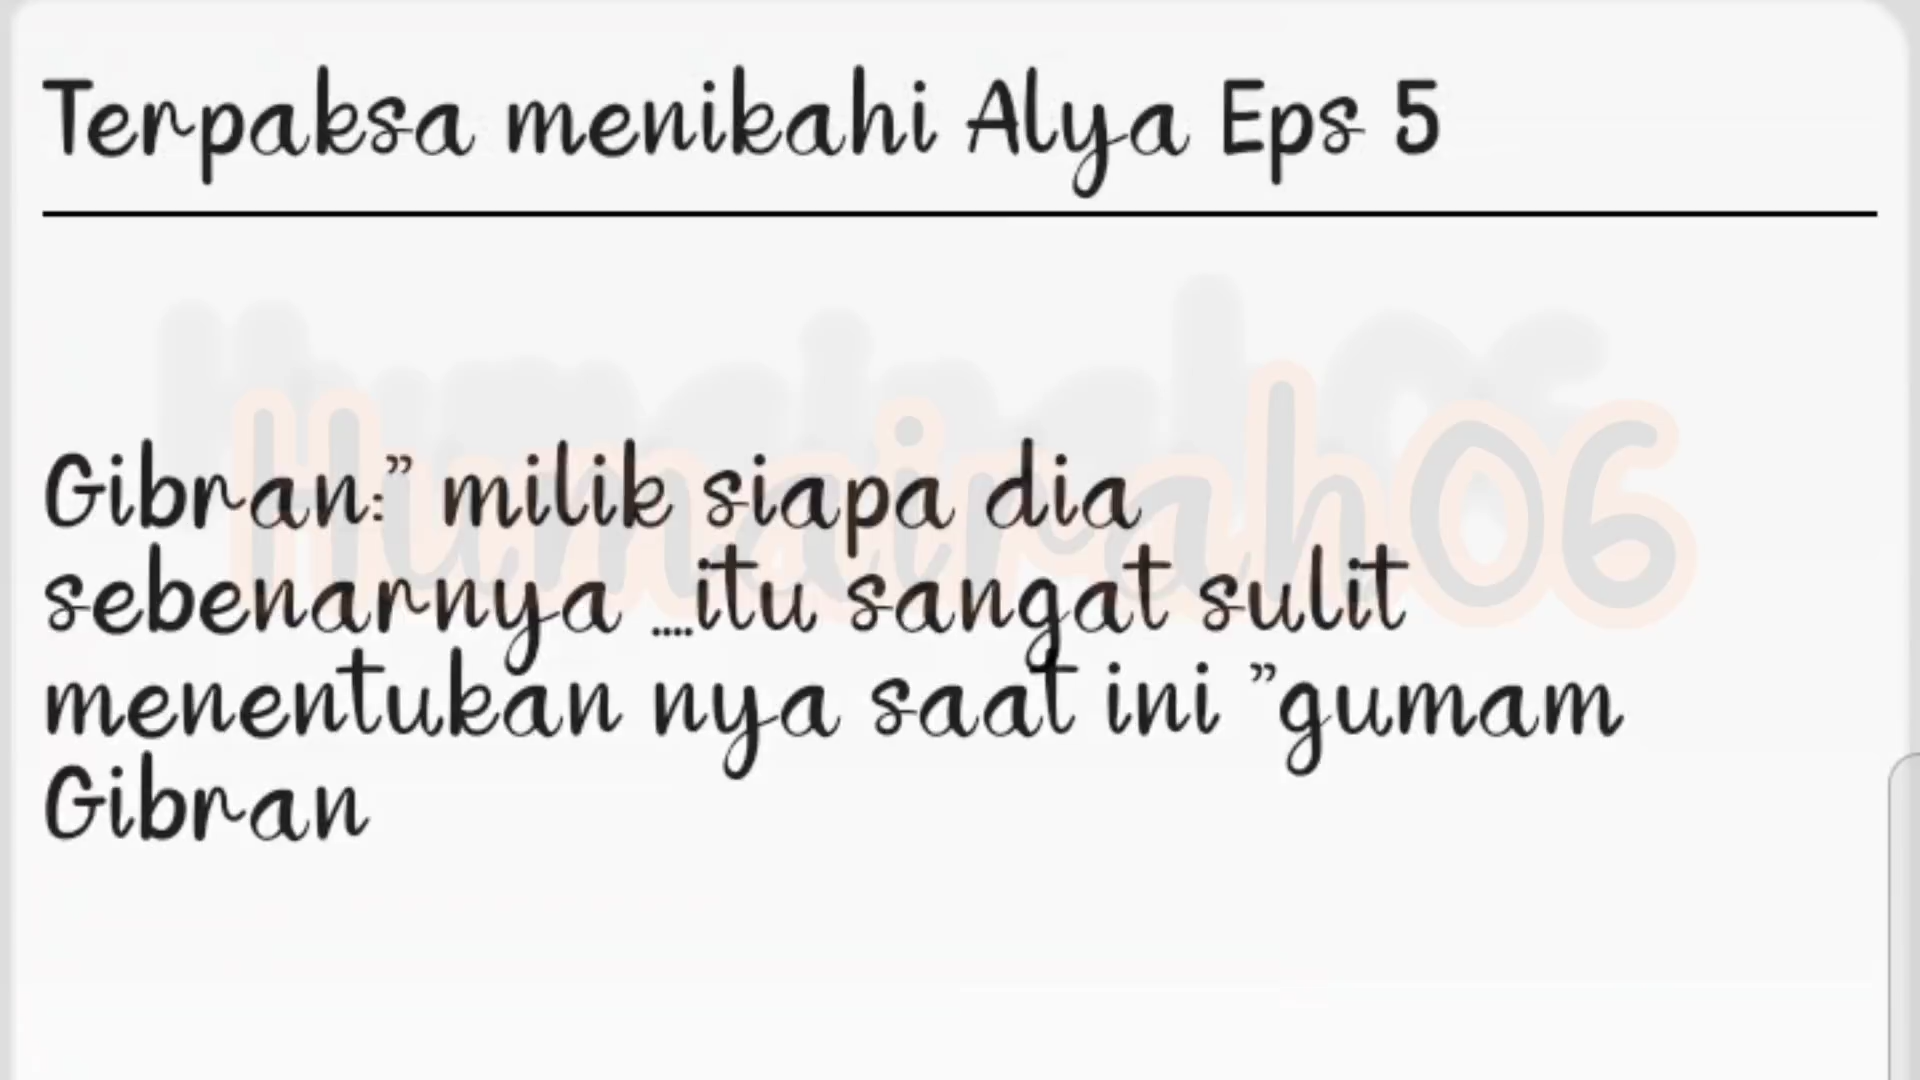 Terpaksa menikahi Alya Eps 5
Humairah06
Gibran:” milik siapa dia
sebenarnya ....itu sangat sulit
menentukan nya saat ini ”gumam
Gibran